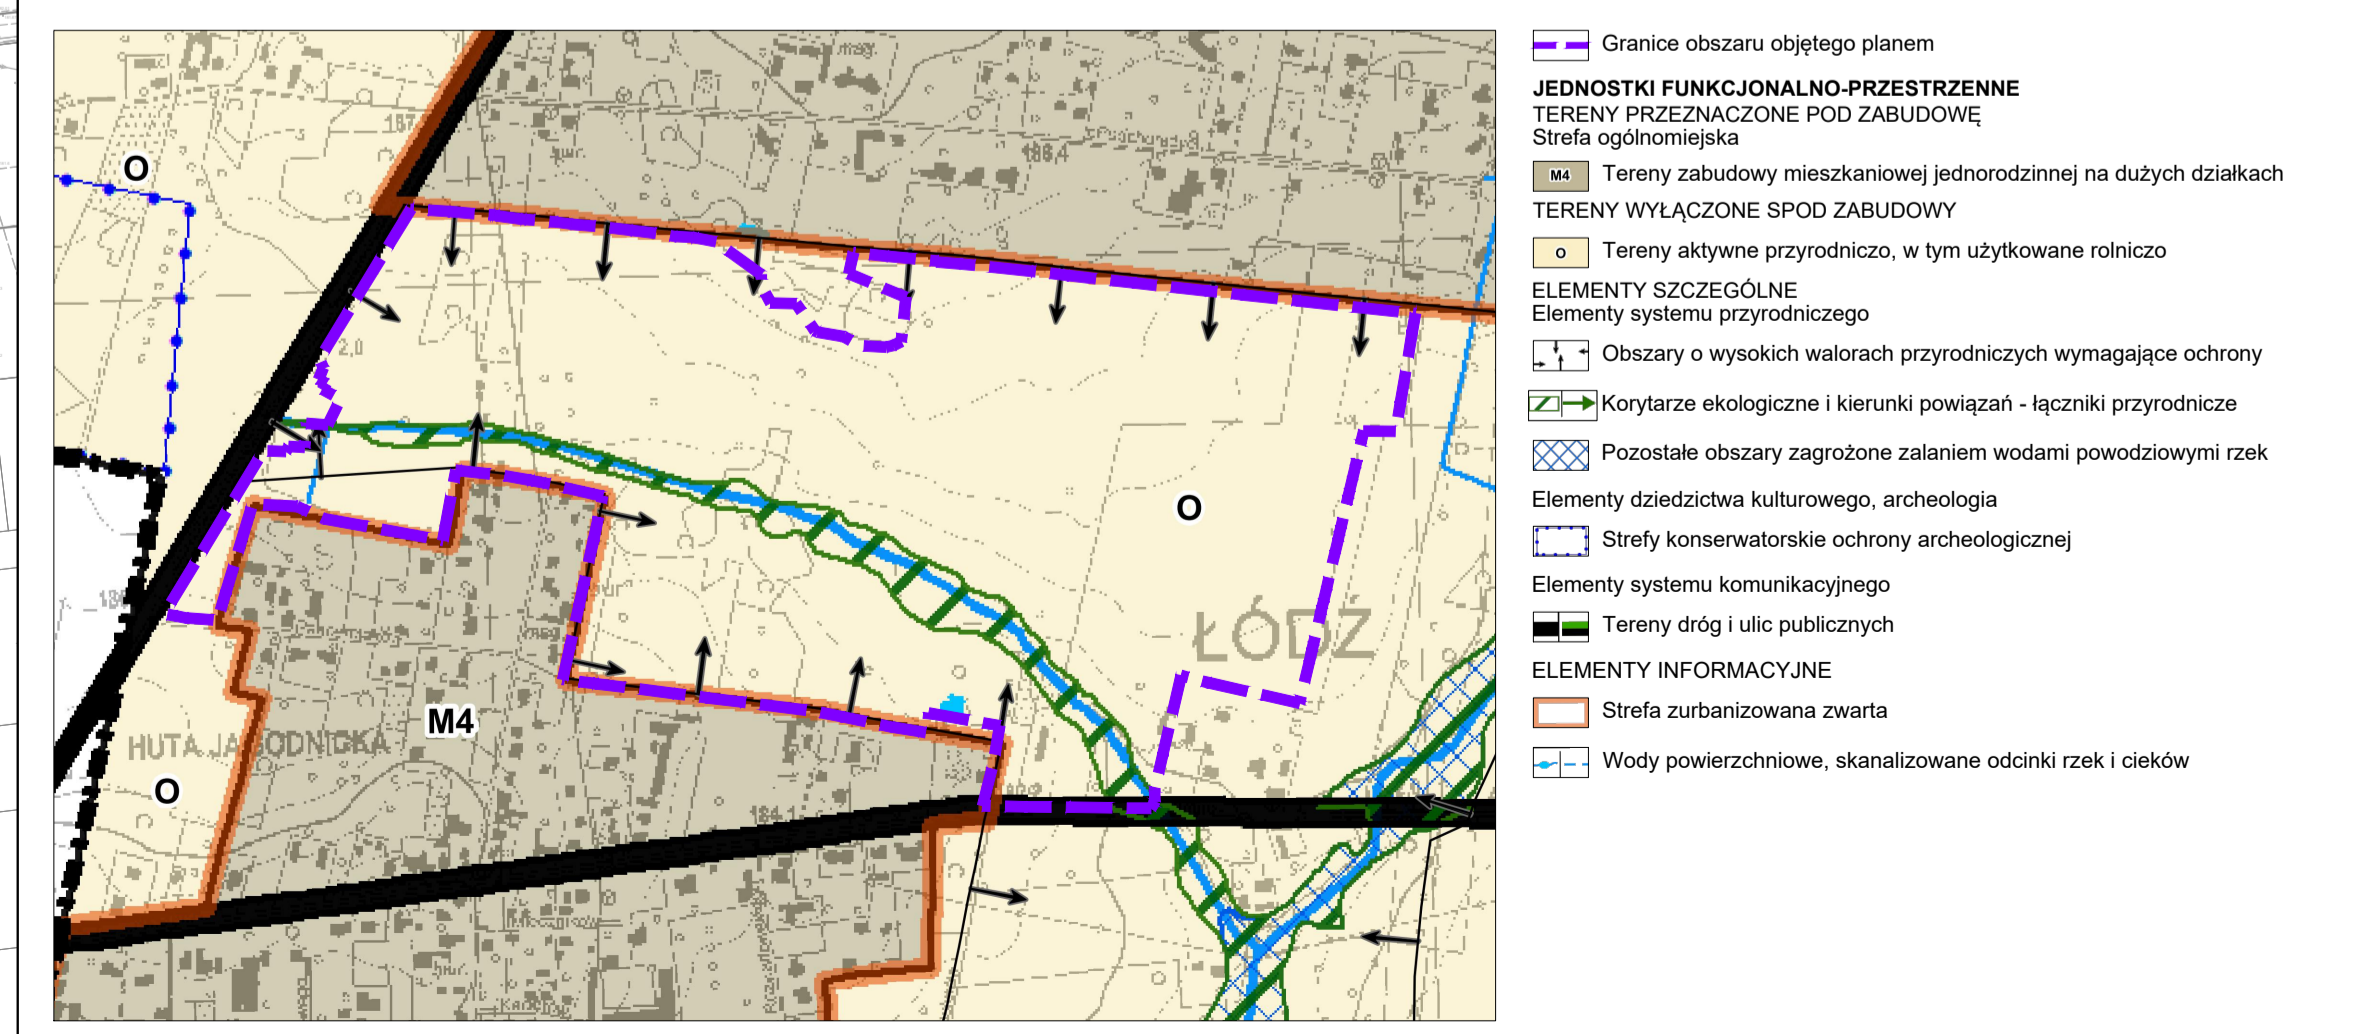 O
186,4
O
ŁÓDŹ
M4
HUTA JAGODNICKA
O
184,1
Granice obszaru objętego planem
JEDNOSTKI FUNKCJONALNO-PRZESTRZENNE
TERENY PRZEZNACZONE POD ZABUDOWĘ
Strefa ogólnomiejska
M4 Tereny zabudowy mieszkaniowej jednorodzinnej na dużych działkach
TERENY WYŁĄCZONE SPOD ZABUDOWY
O Tereny aktywne przyrodniczo, w tym użytkowane rolniczo
ELEMENTY SZCZEGÓLNE
Elementy systemu przyrodniczego
Obszary o wysokich walorach przyrodniczych wymagające ochrony
Korytarze ekologiczne i kierunki powiązań - łączniki przyrodnicze
Pozostałe obszary zagrożone zalaniem wodami powodziowymi rzek
Elementy dziedzictwa kulturowego, archeologia
Strefy konserwatorskie ochrony archeologicznej
Elementy systemu komunikacyjnego
Tereny dróg i ulic publicznych
ELEMENTY INFORMACYJNE
Strefa zurbanizowana zwarta
Wody powierzchniowe, skanalizowane odcinki rzek i cieków